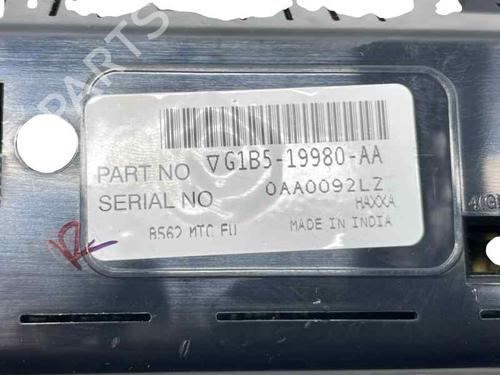 PARTS
PART NO ▽G1B5-19980-AA
SERIAL NO 0AA0092LZ
HAXXA
B562 MTC EU MADE IN INDIA